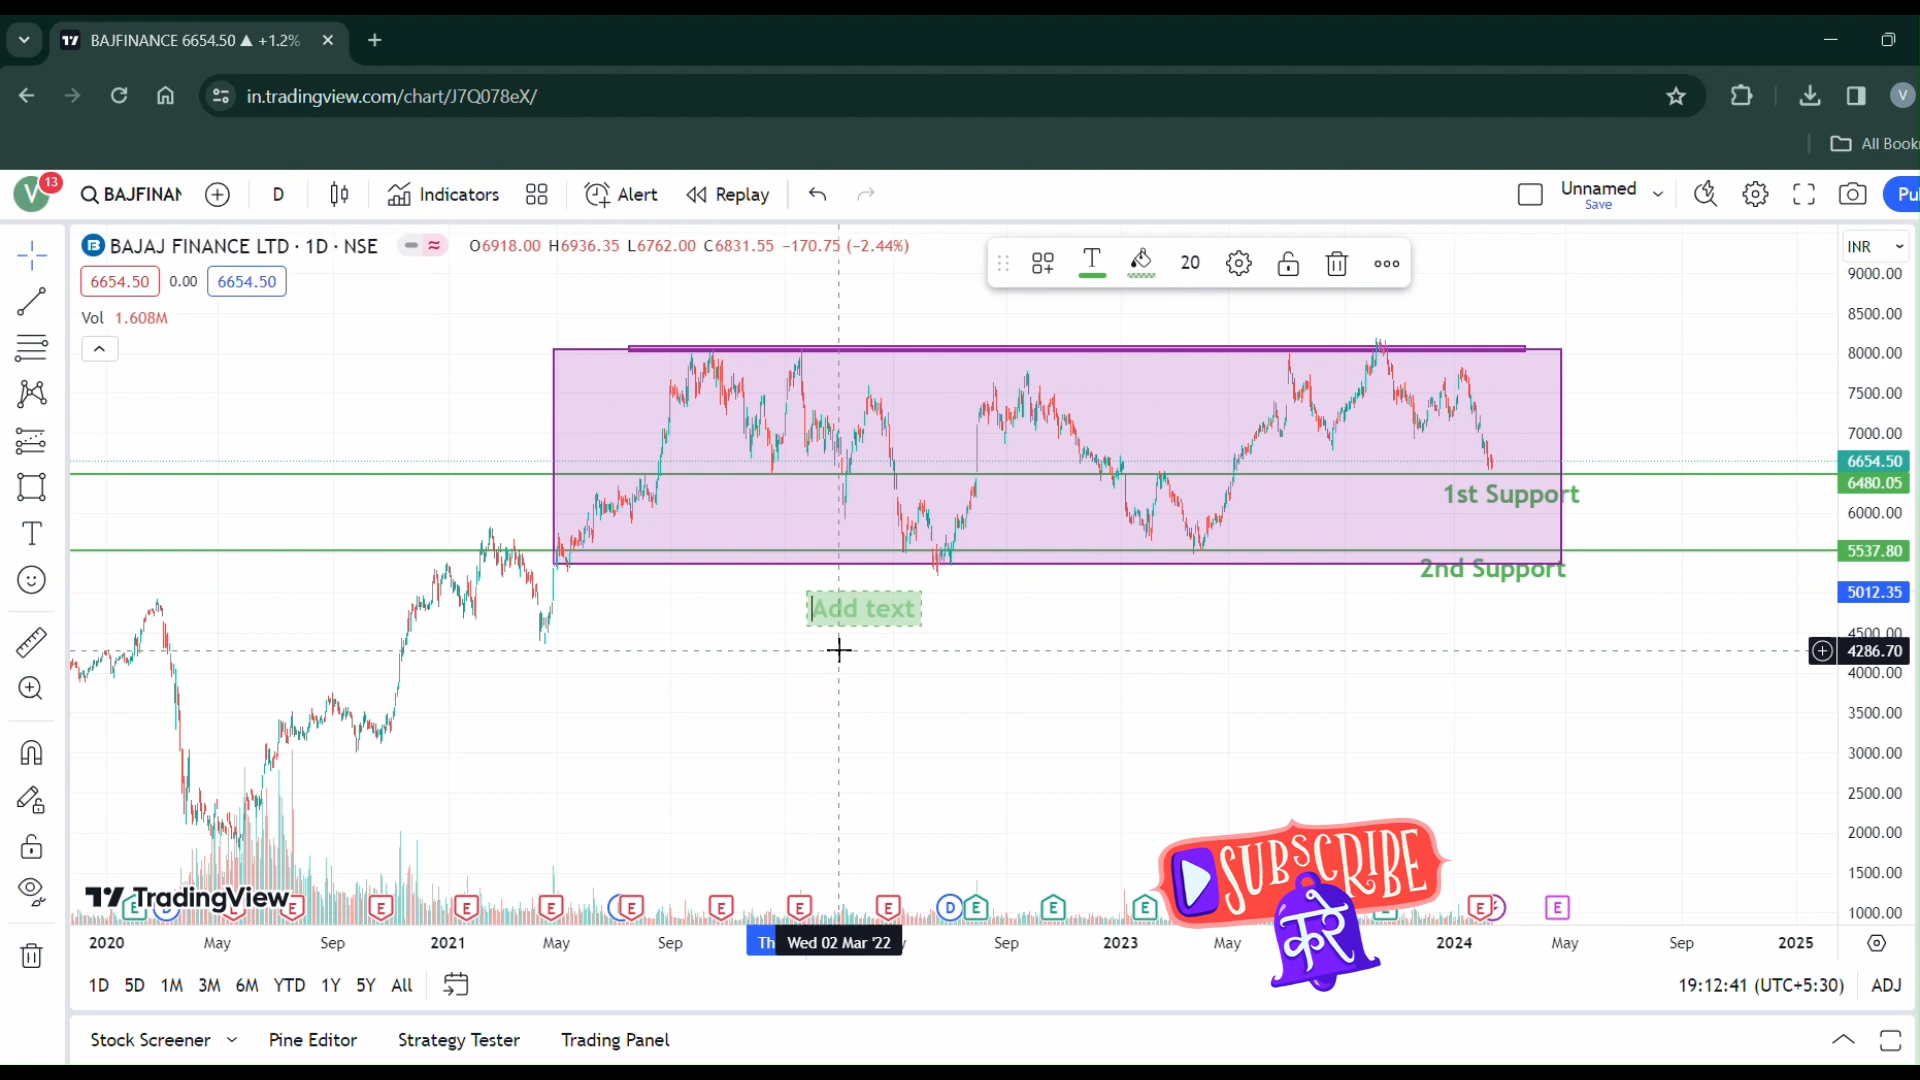 BAJFINANCE 6654.50 ▲ +1.2%
in.tradingview.com/chart/J7Q078eX/
All Book
V 13 BAJFINAN D Indicators Alert Replay Unnamed Save Pu
BAJAJ FINANCE LTD · 1D · NSE O6918.00 H6936.35 L6762.00 C6831.55 −170.75 (−2.44%)
20
INR
6654.50 0.00 6654.50
Vol 1.608M
9000.00
8500.00
8000.00
7500.00
7000.00
6654.50
6480.05
1st Support
6000.00
5537.80
2nd Support
5012.35
Add text
4500.00
4286.70
4000.00
3500.00
3000.00
2500.00
2000.00
1500.00
1000.00
SUBSCRIBE
करे
TradingView
E D E E E E E E E E E D E E E E E E
2020 May Sep 2021 May Sep Th Wed 02 Mar '22 Sep 2023 May Sep 2024 May Sep 2025
1D 5D 1M 3M 6M YTD 1Y 5Y All 19:12:41 (UTC+5:30) ADJ
Stock Screener Pine Editor Strategy Tester Trading Panel